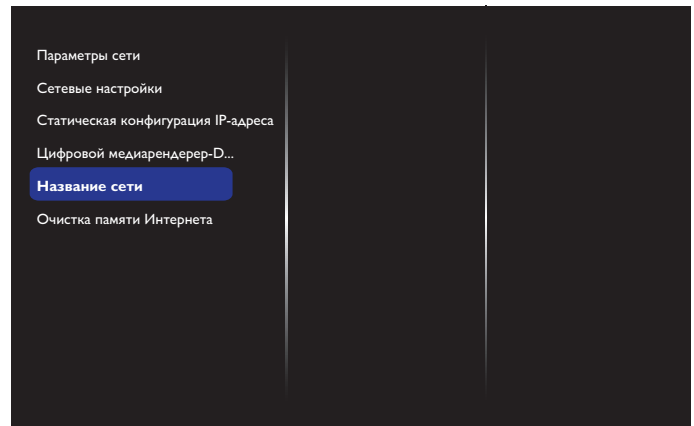 Параметры сети
Сетевые настройки
Статическая конфигурация IP-адреса
Цифровой медиарендерер-D...
Название сети
Очистка памяти Интернета